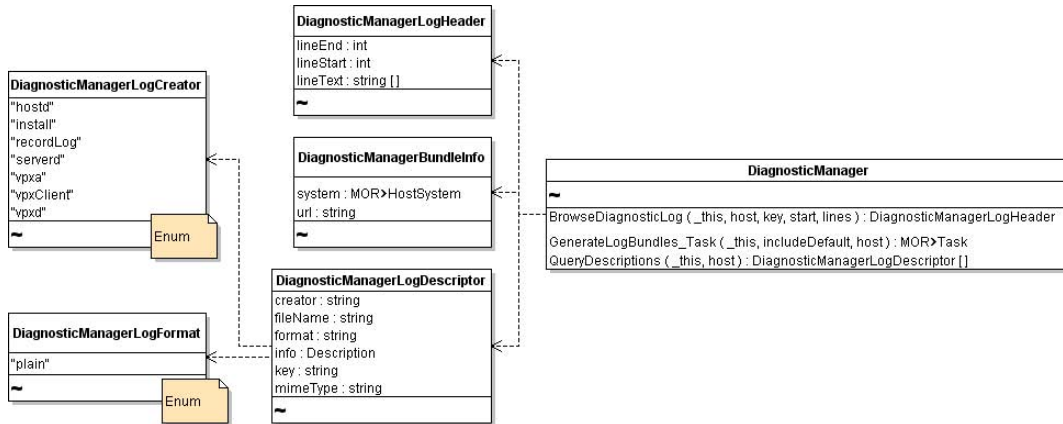 DiagnosticManagerLogHeader
lineEnd : int
lineStart : int
lineText : string [ ]
~
DiagnosticManagerLogCreator
"hostd"
"install"
"recordLog"
"serverd"
"vpxa"
"vpxClient"
"vpxd"
~
Enum
DiagnosticManagerBundleInfo
system : MOR>HostSystem
url : string
~
DiagnosticManager
~
BrowseDiagnosticLog ( _this, host, key, start, lines ) : DiagnosticManagerLogHeader
GenerateLogBundles_Task ( _this, includeDefault, host ) : MOR>Task
QueryDescriptions ( _this, host ) : DiagnosticManagerLogDescriptor [ ]
DiagnosticManagerLogDescriptor
creator : string
fileName : string
format : string
info : Description
key : string
mimeType : string
~
DiagnosticManagerLogFormat
"plain"
~
Enum